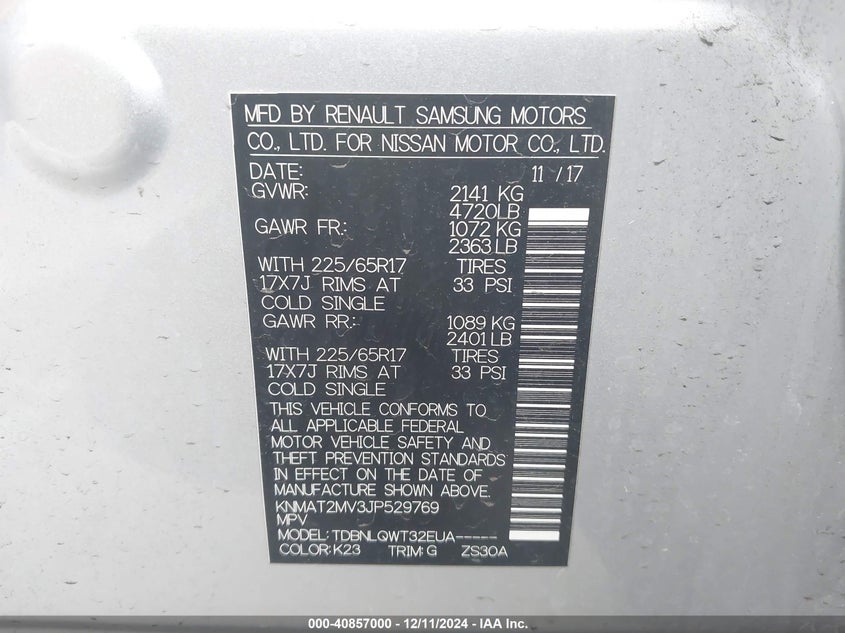 MFD BY RENAULT SAMSUNG MOTORS
CO., LTD. FOR NISSAN MOTOR CO., LTD.
DATE: 11 / 17
GVWR: 2141 KG
4720LB
GAWR FR: 1072 KG
2363 LB
WITH 225/65R17 TIRES
17X7J RIMS AT 33 PSI
COLD SINGLE
GAWR RR: 1089 KG
2401 LB
WITH 225/65R17 TIRES
17X7J RIMS AT 33 PSI
COLD SINGLE
THIS VEHICLE CONFORMS TO
ALL APPLICABLE FEDERAL
MOTOR VEHICLE SAFETY AND
THEFT PREVENTION STANDARDS
IN EFFECT ON THE DATE OF
MANUFACTURE SHOWN ABOVE.
KNMAT2MV3JP529769
MPV
MODEL: TDBNLQWT32EUA-----
COLOR: K23 TRIM: G ZS30A
000-40857000 - 12/11/2024 - IAA Inc.